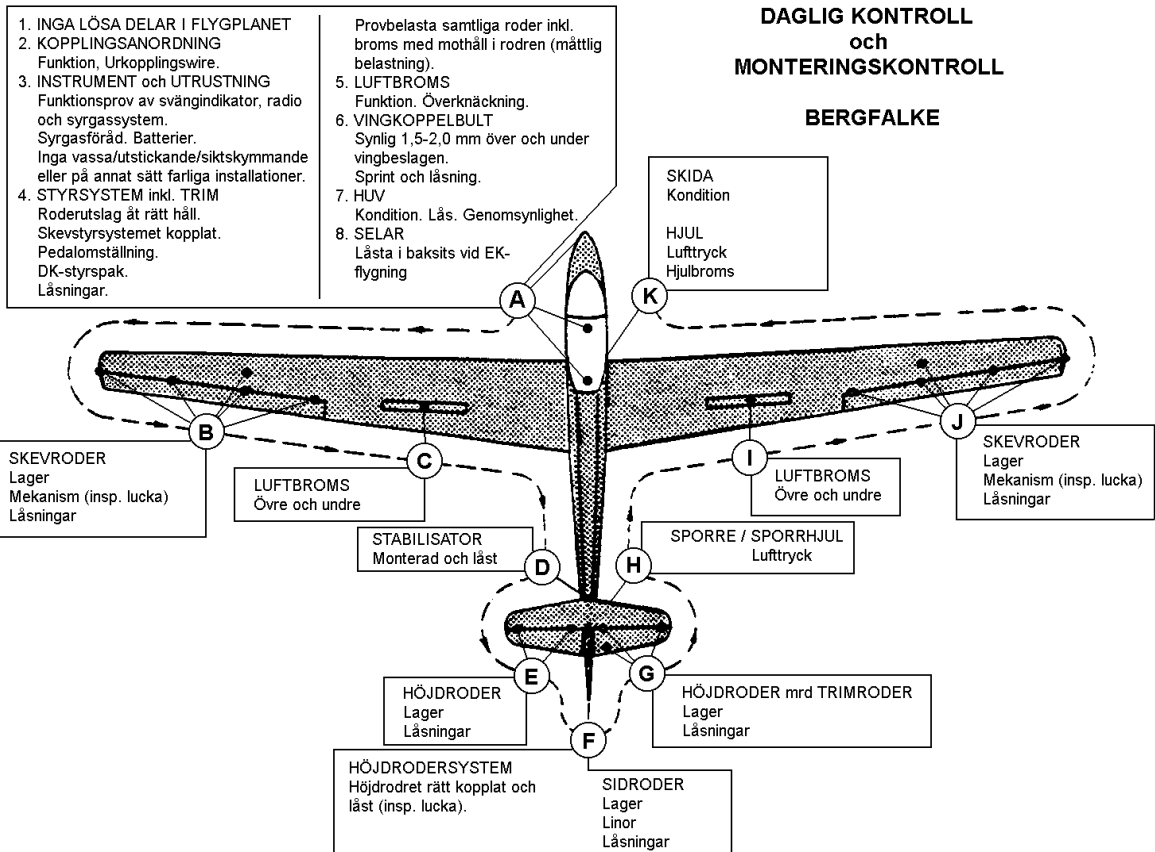 DAGLIG KONTROLL
och
MONTERINGSKONTROLL
BERGFALKE
1. INGA LÖSA DELAR I FLYGPLANET
2. KOPPLINGSANORDNING
Funktion, Urkopplingswire.
3. INSTRUMENT och UTRUSTNING
Funktionsprov av svängindikator, radio
och syrgassystem.
Syrgasföråd. Batterier.
Inga vassa/utstickande/siktskymmande
eller på annat sätt farliga installationer.
4. STYRSYSTEM inkl. TRIM
Roderutslag åt rätt håll.
Skevstyrsystemet kopplat.
Pedalomställning.
DK-styrspak.
Låsningar.
Provbelasta samtliga roder inkl.
broms med mothåll i rodren (måttlig
belastning).
5. LUFTBROMS
Funktion. Överknäckning.
6. VINGKOPPELBULT
Synlig 1,5-2,0 mm över och under
vingbeslagen.
Sprint och låsning.
7. HUV
Kondition. Lås. Genomsynlighet.
8. SELAR
Låsta i baksits vid EK-
flygning
A
K
SKIDA
Kondition
HJUL
Lufttryck
Hjulbroms
B
SKEVRODER
Lager
Mekanism (insp. lucka)
Låsningar
C
LUFTBROMS
Övre och undre
I
LUFTBROMS
Övre och undre
J
SKEVRODER
Lager
Mekanism (insp. lucka)
Låsningar
STABILISATOR
Monterad och låst
D
H
SPORRE / SPORRHJUL
Lufttryck
E
HÖJDRODER
Lager
Låsningar
G
HÖJDRODER mrd TRIMRODER
Lager
Låsningar
F
HÖJDRODERSYSTEM
Höjdrodret rätt kopplat och
låst (insp. lucka).
SIDRODER
Lager
Linor
Låsningar